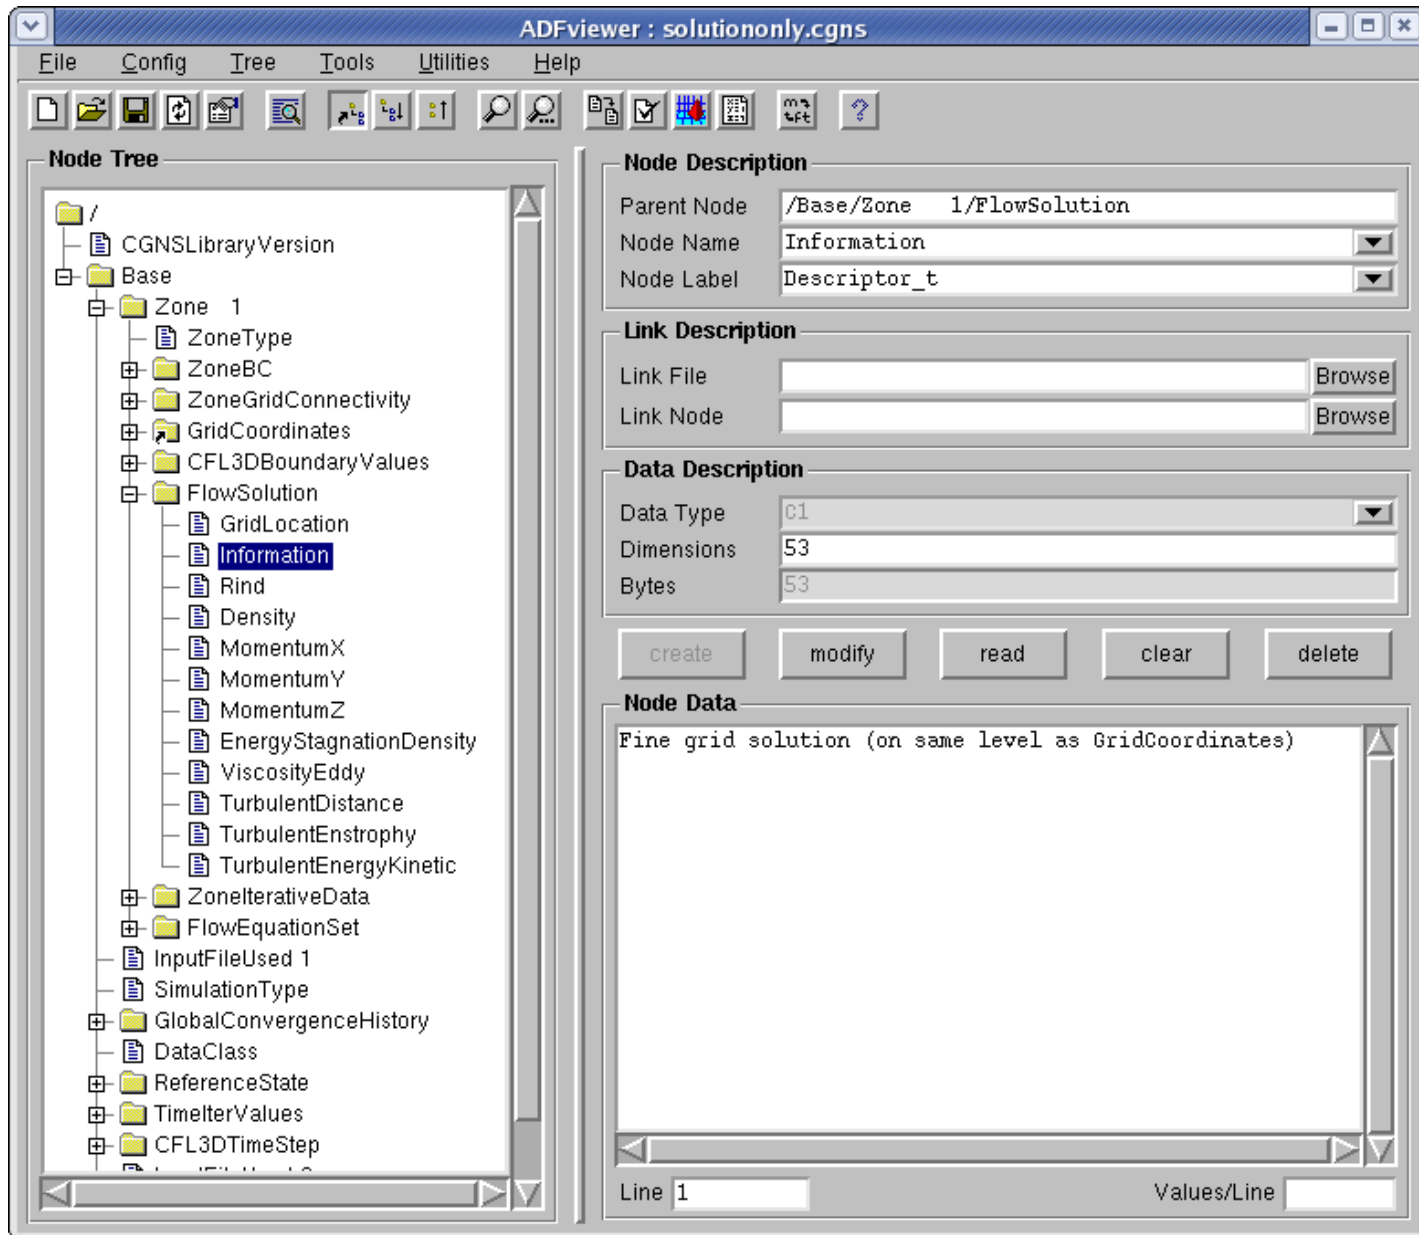 ADFviewer : solutiononly.cgns
File Config Tree Tools Utilities Help
Node Tree
/
CGNSLibraryVersion
Base
Zone   1
ZoneType
ZoneBC
ZoneGridConnectivity
GridCoordinates
CFL3DBoundaryValues
FlowSolution
GridLocation
Information
Rind
Density
MomentumX
MomentumY
MomentumZ
EnergyStagnationDensity
ViscosityEddy
TurbulentDistance
TurbulentEnstrophy
TurbulentEnergyKinetic
ZoneIterativeData
FlowEquationSet
InputFileUsed 1
SimulationType
GlobalConvergenceHistory
DataClass
ReferenceState
TimeIterValues
CFL3DTimeStep
Node Description
Parent Node /Base/Zone   1/FlowSolution
Node Name Information
Node Label Descriptor_t
Link Description
Link File Browse
Link Node Browse
Data Description
Data Type C1
Dimensions 53
Bytes 53
create modify read clear delete
Node Data
Fine grid solution (on same level as GridCoordinates)
Line 1 Values/Line